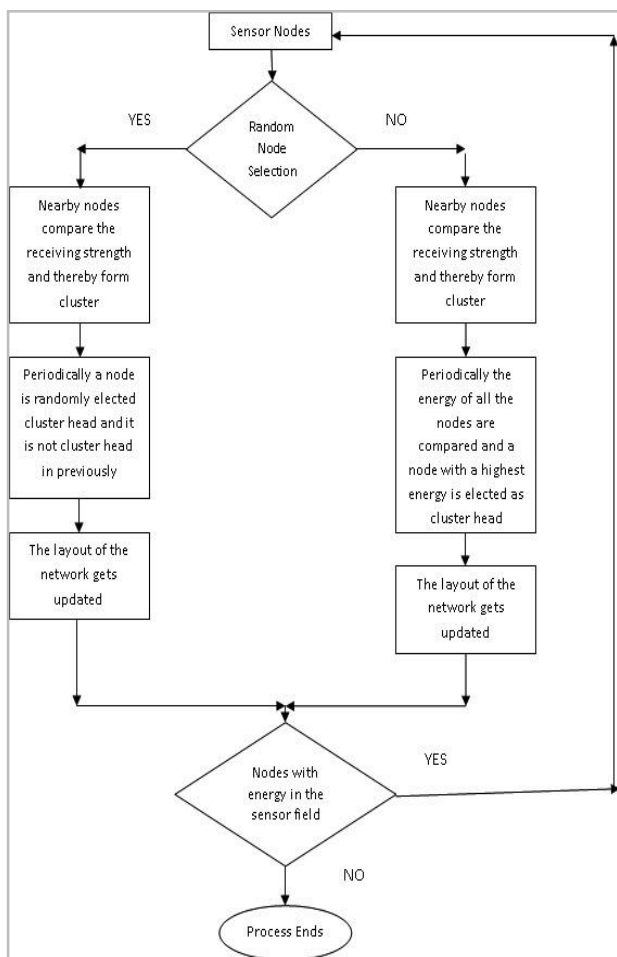 Sensor Nodes
YES
Random
Node
Selection
NO
Nearby nodes
compare the
receiving strength
and thereby form
cluster
Periodically a node
is randomly elected
cluster head and it
is not cluster head
in previously
The layout of the
network gets
updated
Nearby nodes
compare the
receiving strength
and thereby form
cluster
Periodically the
energy of all the
nodes are
compared and a
node with a highest
energy is elected as
cluster head
The layout of the
network gets
updated
Nodes with
energy in the
sensor field
YES
NO
Process Ends